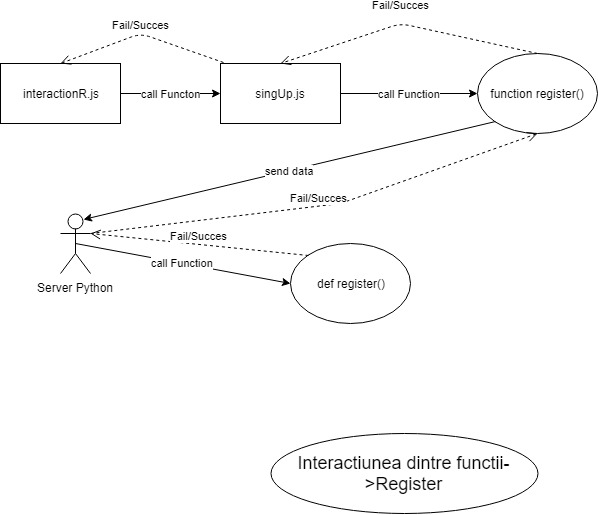 Fail/Succes
Fail/Succes
interactionR.js
call Functon
singUp.js
call Function
function register()
send data
Fail/Succes
Fail/Succes
call Function
Server Python
def register()
Interactiunea dintre functii-
>Register